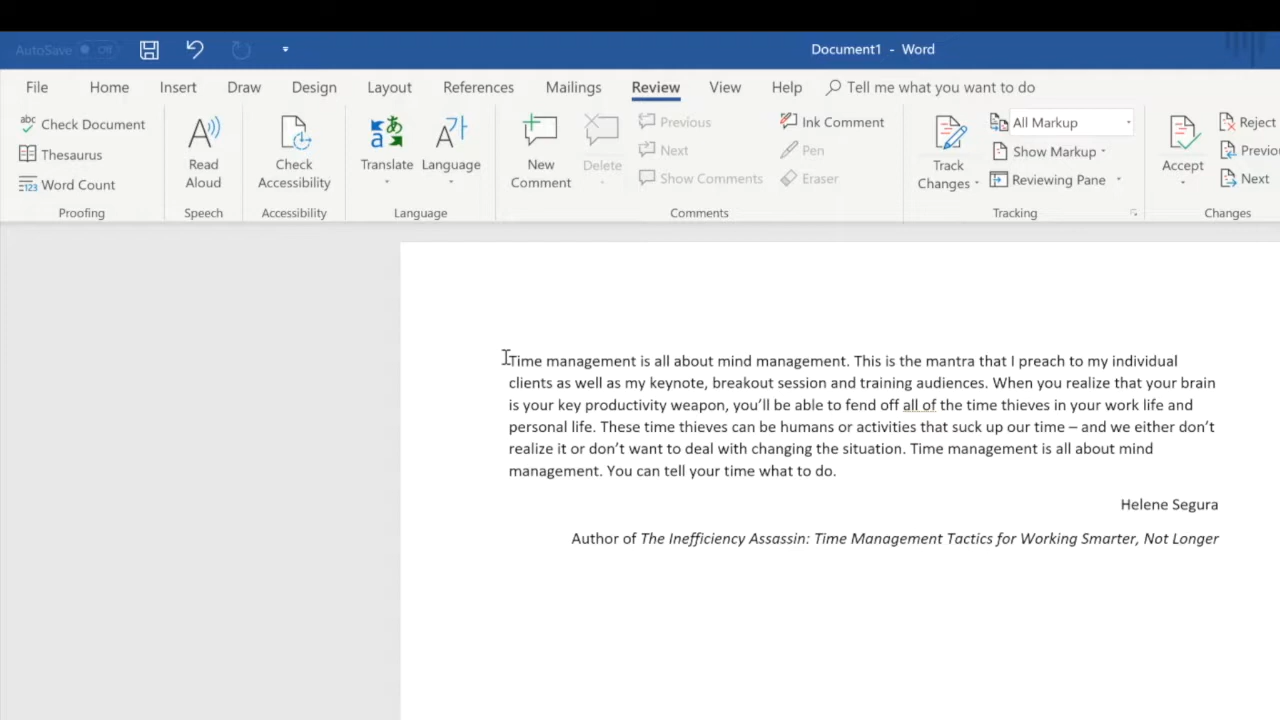 AutoSave Off Document1 - Word
File Home Insert Draw Design Layout References Mailings Review View Help Tell me what you want to do
abc Check Document
Thesaurus
123 Word Count
Proofing
Read
Aloud
Speech
Check
Accessibility
Accessibility
Translate
Language
Language
New
Comment
Delete
Previous
Next
Show Comments
Ink Comment
Pen
Eraser
Comments
Track
Changes
All Markup
Show Markup
Reviewing Pane
Tracking
Accept
Reject
Previou
Next
Changes
Time management is all about mind management. This is the mantra that I preach to my individual
clients as well as my keynote, breakout session and training audiences. When you realize that your brain
is your key productivity weapon, you’ll be able to fend off all of the time thieves in your work life and
personal life. These time thieves can be humans or activities that suck up our time – and we either don’t
realize it or don’t want to deal with changing the situation. Time management is all about mind
management. You can tell your time what to do.
Helene Segura
Author of The Inefficiency Assassin: Time Management Tactics for Working Smarter, Not Longer